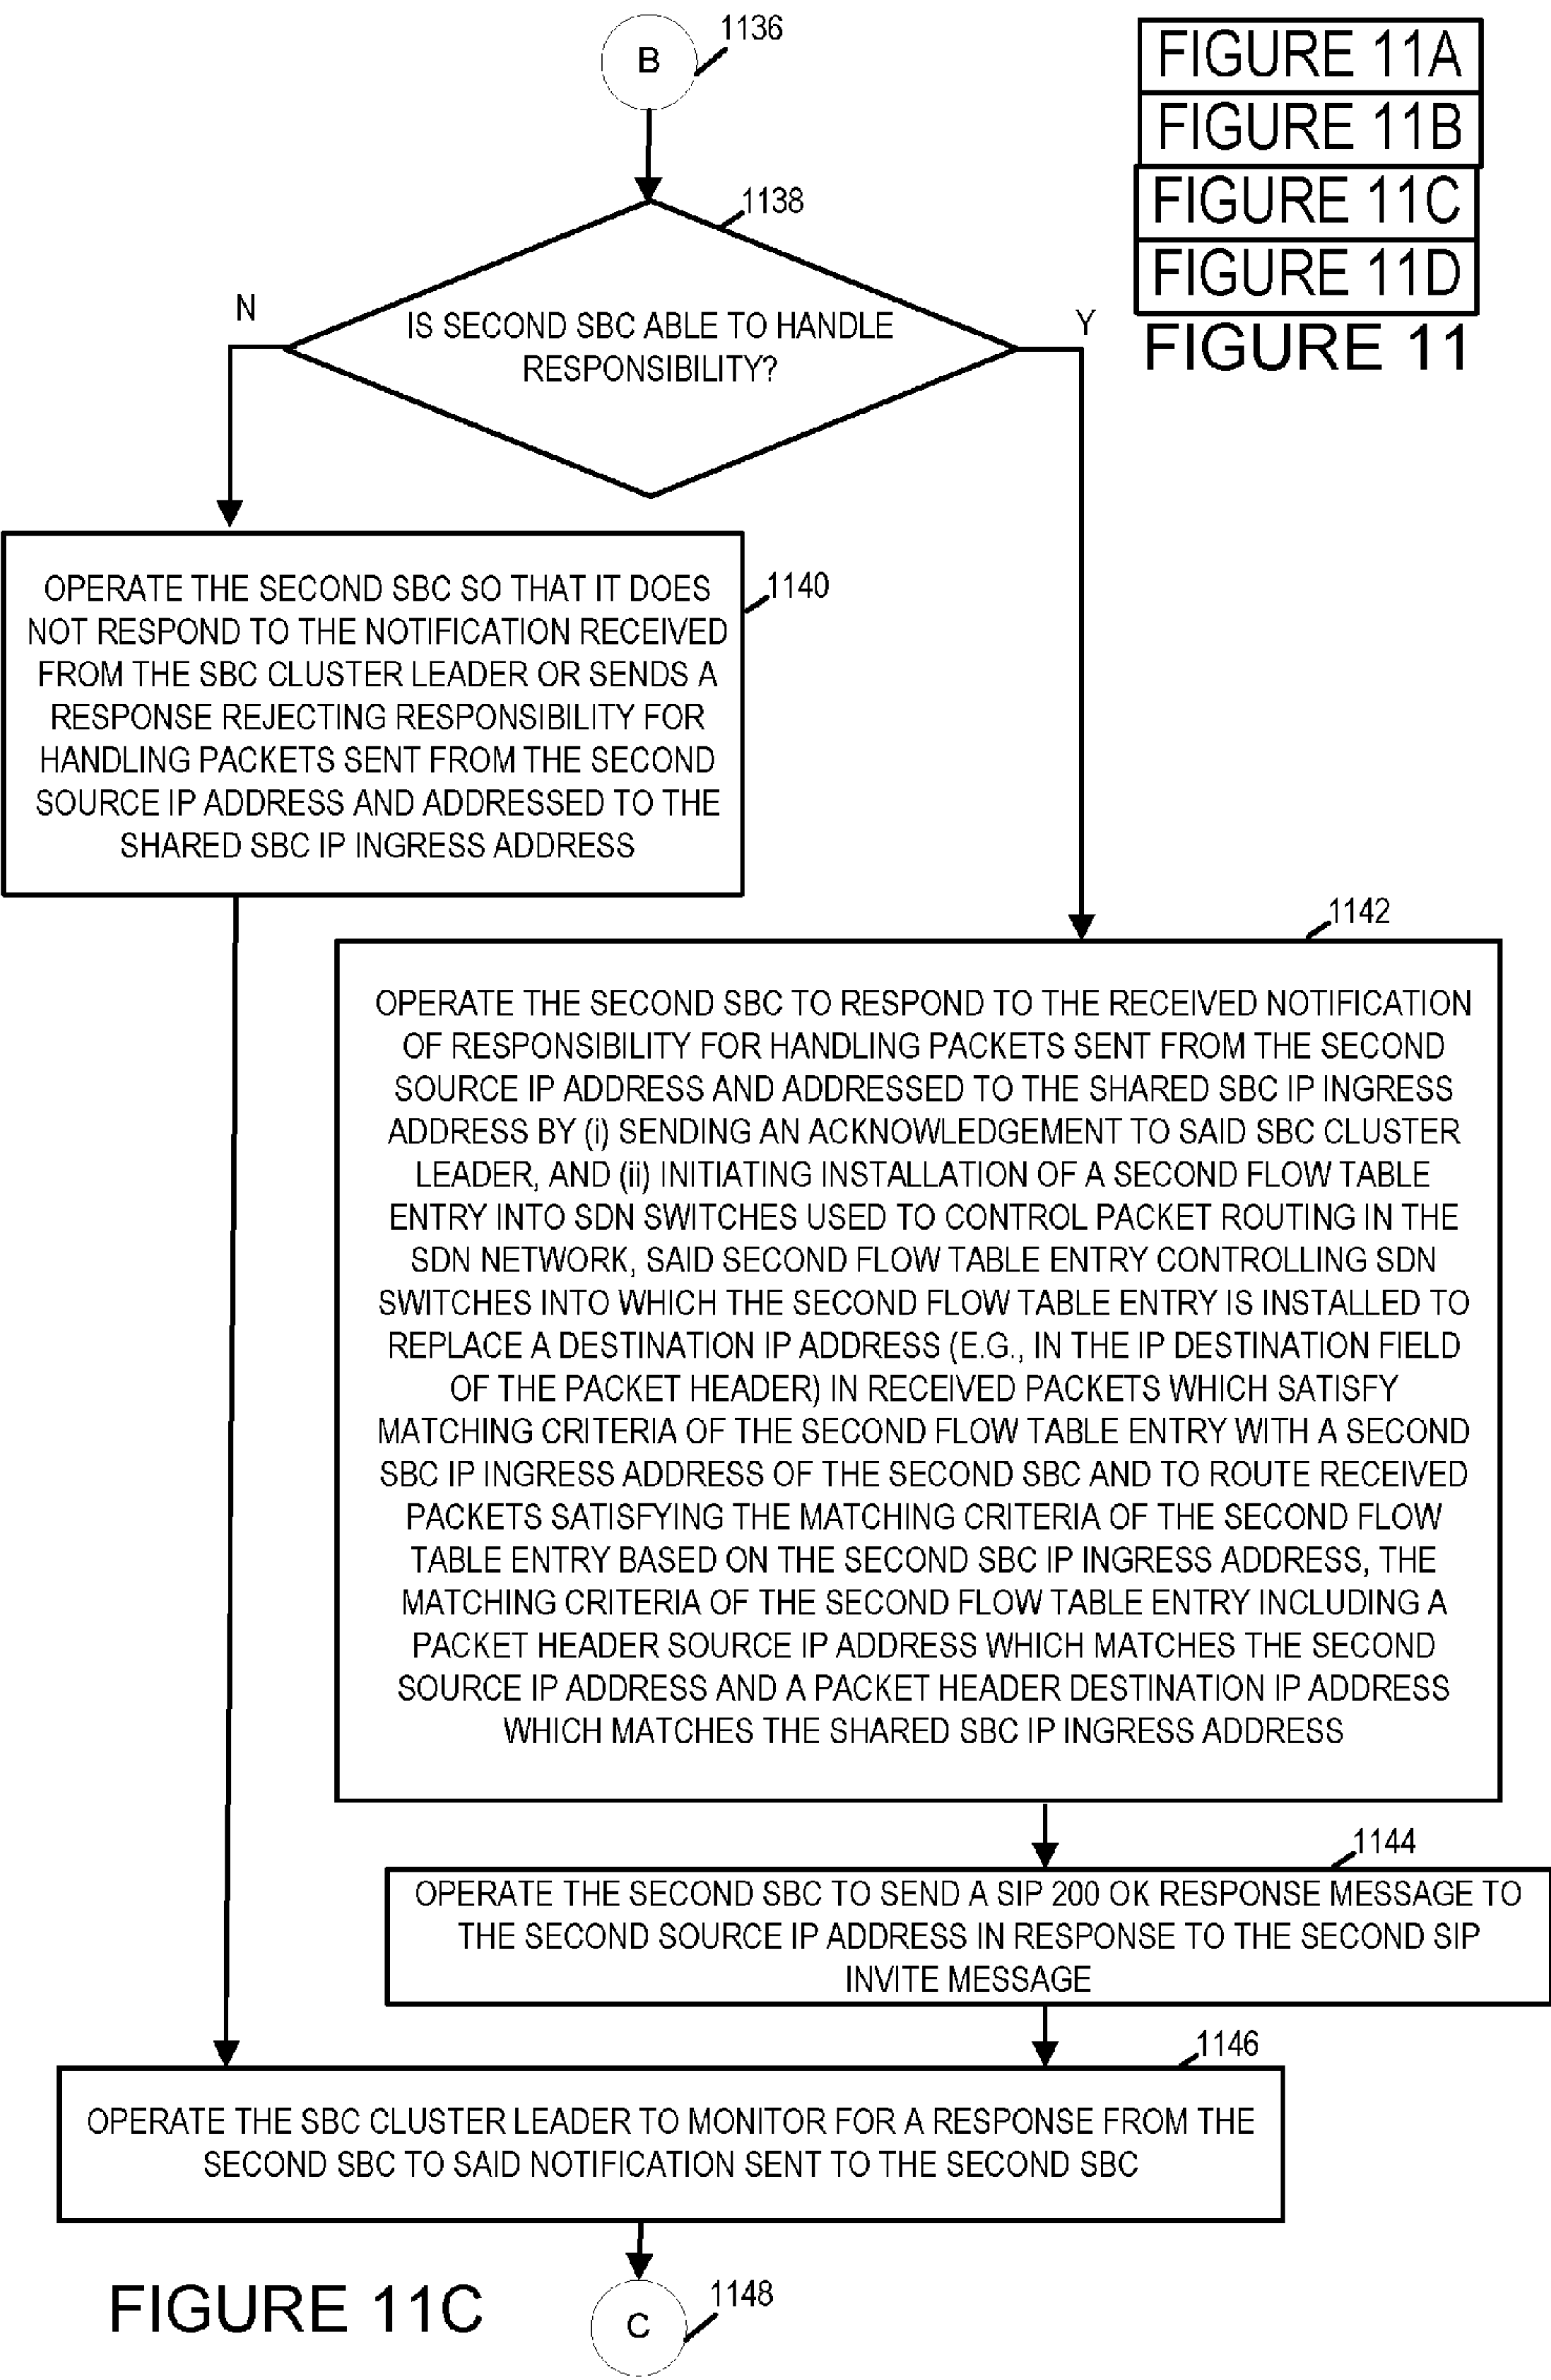 B
1136
FIGURE 11A
FIGURE 11B
FIGURE 11C
FIGURE 11D
FIGURE 11
1138
N
IS SECOND SBC ABLE TO HANDLE
RESPONSIBILITY?
Y
OPERATE THE SECOND SBC SO THAT IT DOES
NOT RESPOND TO THE NOTIFICATION RECEIVED
FROM THE SBC CLUSTER LEADER OR SENDS A
RESPONSE REJECTING RESPONSIBILITY FOR
HANDLING PACKETS SENT FROM THE SECOND
SOURCE IP ADDRESS AND ADDRESSED TO THE
SHARED SBC IP INGRESS ADDRESS
1140
1142
OPERATE THE SECOND SBC TO RESPOND TO THE RECEIVED NOTIFICATION
OF RESPONSIBILITY FOR HANDLING PACKETS SENT FROM THE SECOND
SOURCE IP ADDRESS AND ADDRESSED TO THE SHARED SBC IP INGRESS
ADDRESS BY (i) SENDING AN ACKNOWLEDGEMENT TO SAID SBC CLUSTER
LEADER, AND (ii) INITIATING INSTALLATION OF A SECOND FLOW TABLE
ENTRY INTO SDN SWITCHES USED TO CONTROL PACKET ROUTING IN THE
SDN NETWORK, SAID SECOND FLOW TABLE ENTRY CONTROLLING SDN
SWITCHES INTO WHICH THE SECOND FLOW TABLE ENTRY IS INSTALLED TO
REPLACE A DESTINATION IP ADDRESS (E.G., IN THE IP DESTINATION FIELD
OF THE PACKET HEADER) IN RECEIVED PACKETS WHICH SATISFY
MATCHING CRITERIA OF THE SECOND FLOW TABLE ENTRY WITH A SECOND
SBC IP INGRESS ADDRESS OF THE SECOND SBC AND TO ROUTE RECEIVED
PACKETS SATISFYING THE MATCHING CRITERIA OF THE SECOND FLOW
TABLE ENTRY BASED ON THE SECOND SBC IP INGRESS ADDRESS, THE
MATCHING CRITERIA OF THE SECOND FLOW TABLE ENTRY INCLUDING A
PACKET HEADER SOURCE IP ADDRESS WHICH MATCHES THE SECOND
SOURCE IP ADDRESS AND A PACKET HEADER DESTINATION IP ADDRESS
WHICH MATCHES THE SHARED SBC IP INGRESS ADDRESS
1144
OPERATE THE SECOND SBC TO SEND A SIP 200 OK RESPONSE MESSAGE TO
THE SECOND SOURCE IP ADDRESS IN RESPONSE TO THE SECOND SIP
INVITE MESSAGE
1146
OPERATE THE SBC CLUSTER LEADER TO MONITOR FOR A RESPONSE FROM THE
SECOND SBC TO SAID NOTIFICATION SENT TO THE SECOND SBC
FIGURE 11C
C
1148